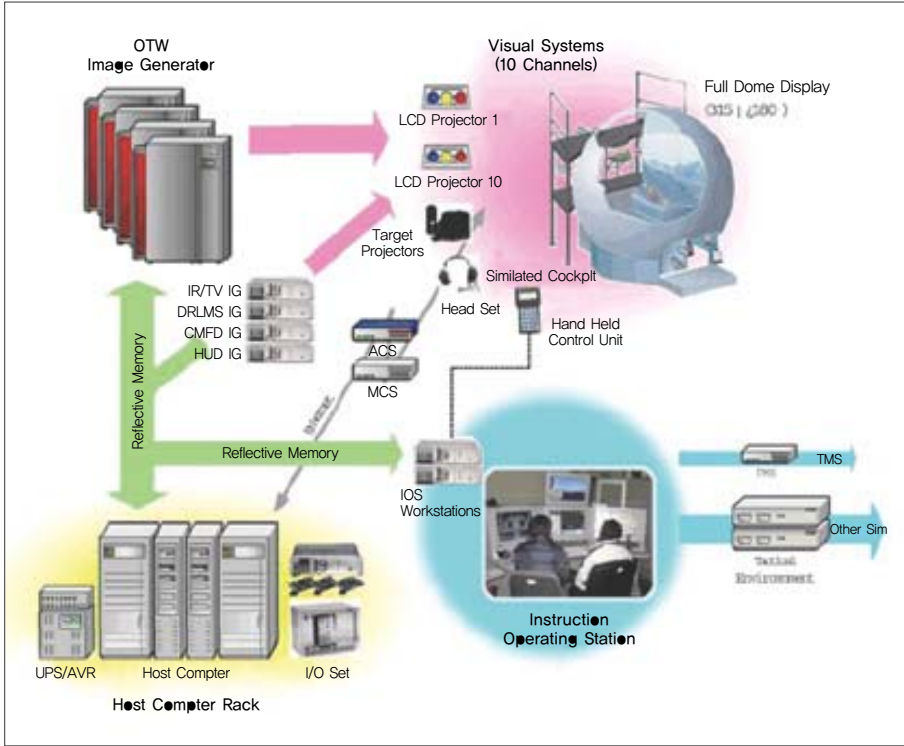 OTW
Image Generator
Visual Systems
(10 Channels)
Full Dome Display
LCD Projector 1
LCD Projector 10
Target
Projectors
Similated Cockpit
Head Set
Hand Held
Control Unit
IR/TV IG
DRLMS IG
CMFD IG
HUD IG
ACS
MCS
Ethernet
Reflective Memory
Reflective Memory
IOS
Workstations
TMS
TMS
Other Sim
Tactical
Environment
Instruction
Operating Station
UPS/AVR
Host Compter
I/O Set
Host Compter Rack